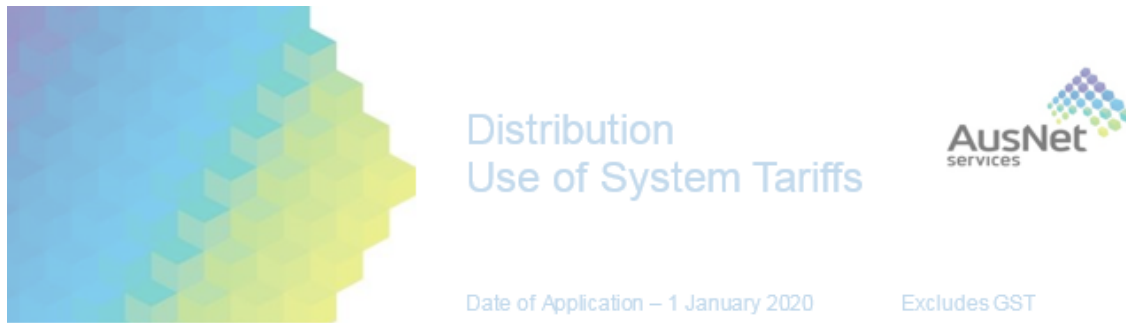 Distribution
Use of System Tariffs
AusNet
services
Date of Application – 1 January 2020
Excludes GST